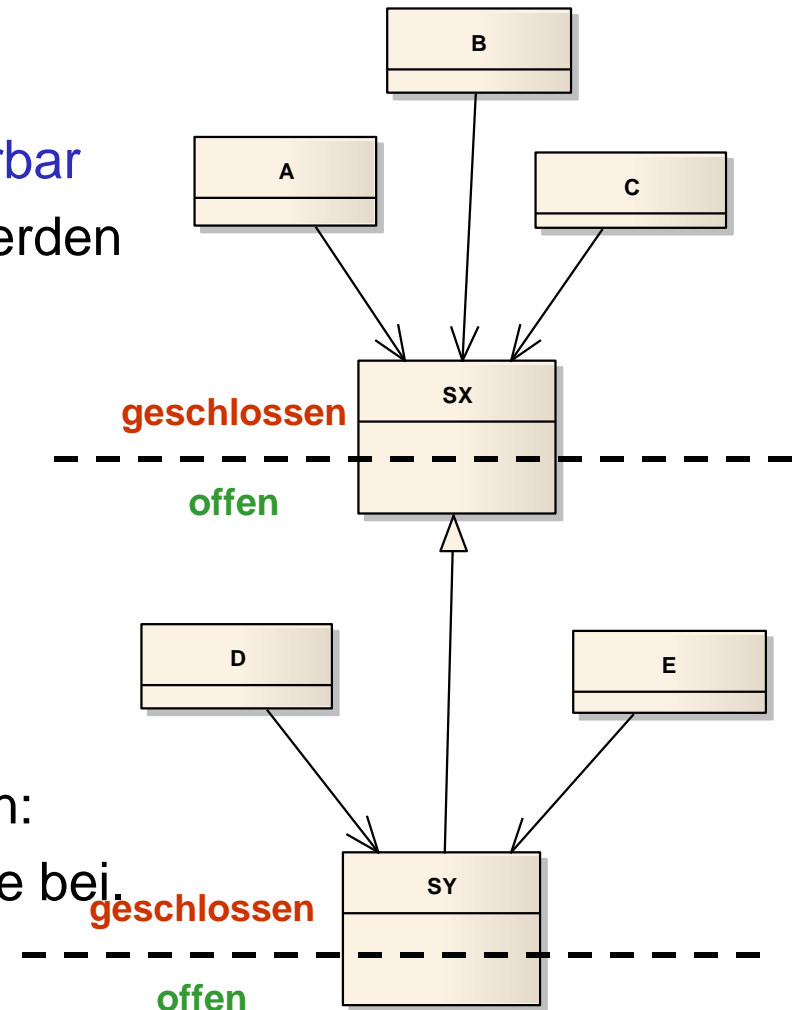 B
rbar
A
C
erden
SX
geschlossen
offen
D
E
n:
SY
e bei.
geschlossen
offen